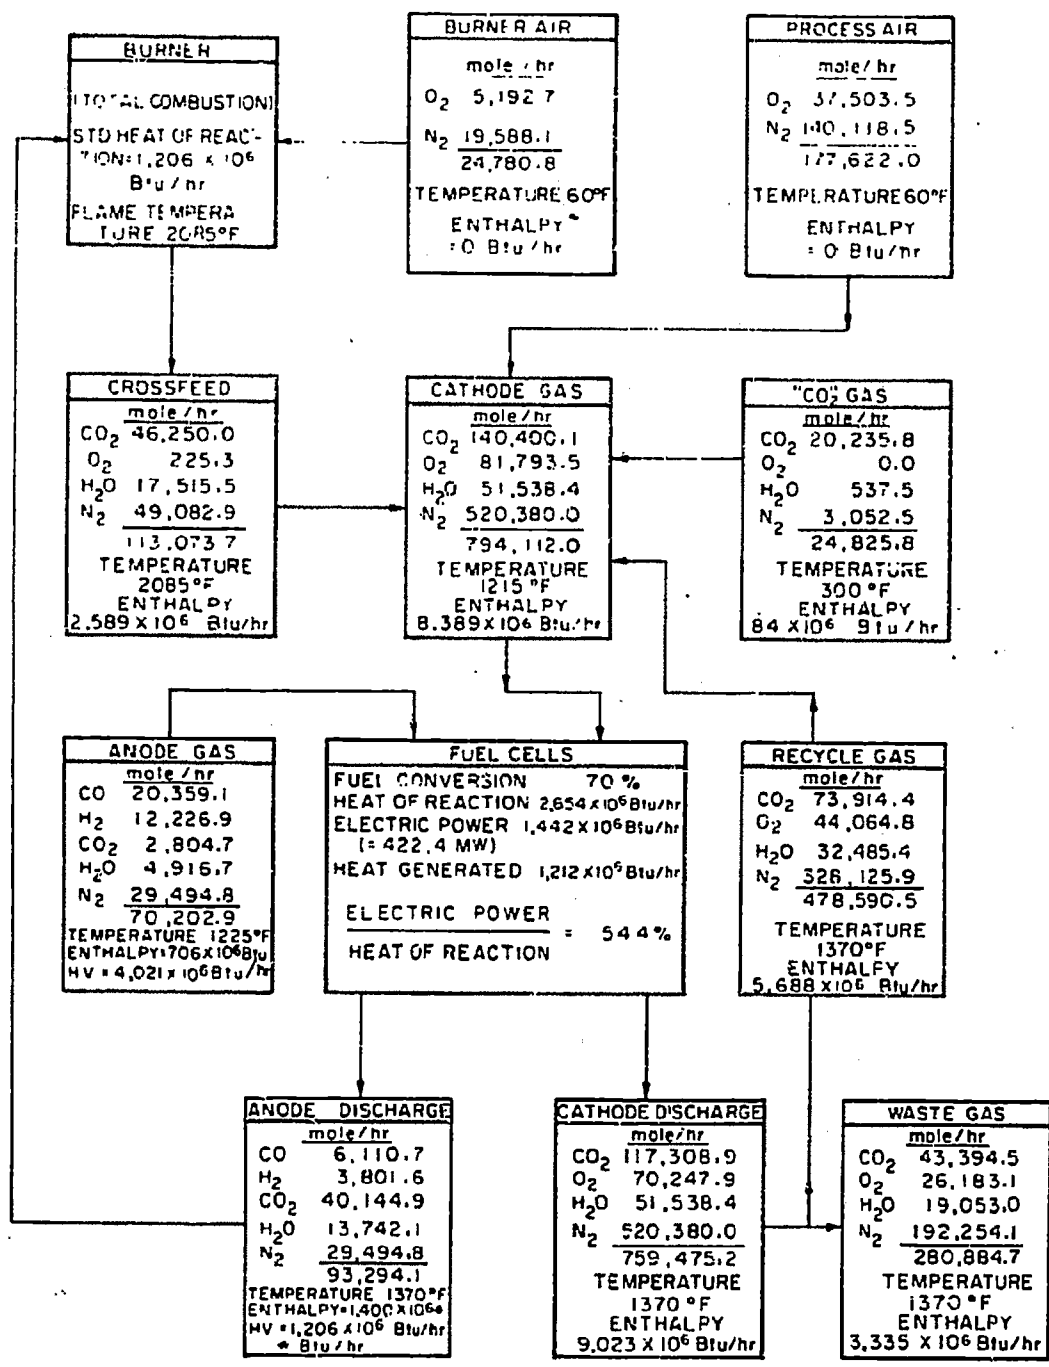 BURNER
(TOTAL COMBUSTION)
STD HEAT OF REAC-
TION=1,206 × 10⁶
Btu/hr
FLAME TEMPERA
TURE 2085°F
BURNER AIR
mole / hr
O₂ 5,192.7
N₂ 19,588.1
24,780.8
TEMPERATURE 60°F
ENTHALPY
=0 Btu/hr
PROCESS AIR
mole/ hr
O₂ 37,503.5
N₂ 140,118.5
177,622.0
TEMPERATURE 60°F
ENTHALPY
= 0 Btu/hr
CROSSFEED
mole/hr
CO₂ 46,250.0
O₂ 225.3
H₂O 17,515.5
N₂ 49,082.9
113,073.7
TEMPERATURE
2085°F
ENTHALPY
2.589 X 10⁶ Btu/hr
CATHODE GAS
mole/hr
CO₂ 140,400.1
O₂ 81,793.5
H₂O 51,538.4
N₂ 520,380.0
794,112.0
TEMPERATURE
1215 °F
ENTHALPY
8.389 X 10⁶ Btu/hr
"CO₂" GAS
mole/hr
CO₂ 20,235.8
O₂ 0.0
H₂O 537.5
N₂ 3,052.5
24,825.8
TEMPERATURE
300 °F
ENTHALPY
84 X10⁶ Btu/hr
ANODE GAS
mole/hr
CO 20,359.1
H₂ 12,226.9
CO₂ 2,804.7
H₂O 4,916.7
N₂ 29,494.8
70,202.9
TEMPERATURE 1225°F
ENTHALPY=706X10⁶Btu
HV = 4,021 x 10⁶ Btu/hr
FUEL CELLS
FUEL CONVERSION 70 %
HEAT OF REACTION 2,654 x10⁶ Btu/hr
ELECTRIC POWER 1,442X10⁶ Btu/hr
(= 422.4 MW)
HEAT GENERATED 1,212 x10⁶ Btu/hr
ELECTRIC POWER
= 54.4 %
HEAT OF REACTION
RECYCLE GAS
mole/hr
CO₂ 73,914.4
O₂ 44,064.8
H₂O 32,485.4
N₂ 328,125.9
478,590.5
TEMPERATURE
1370°F
ENTHALPY
5,688 X10⁶ Btu/hr
ANODE DISCHARGE
mole/hr
CO 6,110.7
H₂ 3,801.6
CO₂ 40,144.9
H₂O 13,742.1
N₂ 29,494.8
93,294.1
TEMPERATURE 1370°F
ENTHALPY=1,400 X10⁶*
HV = 1,206 X 10⁶ Btu/hr
* Btu/hr
CATHODE DISCHARGE
mole/hr
CO₂ 117,308.9
O₂ 70,247.9
H₂O 51,538.4
N₂ 520,380.0
759,475.2
TEMPERATURE
1370 °F
ENTHALPY
9,023 X 10⁶ Btu/hr
WASTE GAS
mole/hr
CO₂ 43,394.5
O₂ 26,183.1
H₂O 19,053.0
N₂ 192,254.1
280,884.7
TEMPERATURE
1370 °F
ENTHALPY
3,335 X 10⁶ Btu/hr